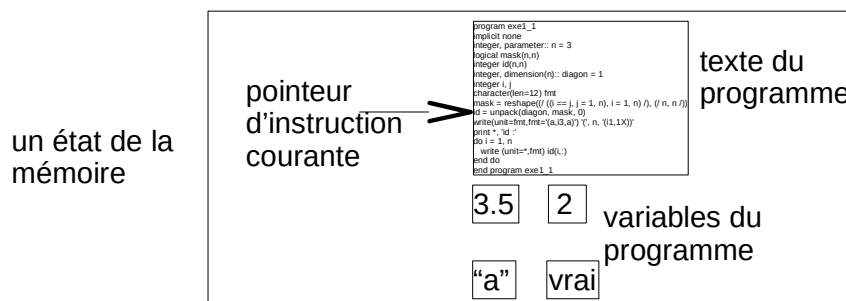 un état de la
mémoire
pointeur
d’instruction
courante
program exe1_1
implicit none
integer, parameter:: n = 3
logical mask(n,n)
integer id(n,n)
integer, dimension(n):: diagon = 1
integer i, j
character(len=12) fmt
mask = reshape((/ ((i == j, j = 1, n), i = 1, n) /), (/ n, n /))
id = unpack(diagon, mask, 0)
write(unit=fmt,fmt='(a,i3,a)') '(', n, '(i1,1X))'
print *, 'id :'
do i = 1, n
write (unit=*,fmt) id(i,:)
end do
end program exe1_1
texte du
programme
3.5 2
variables du
programme
“a” vrai